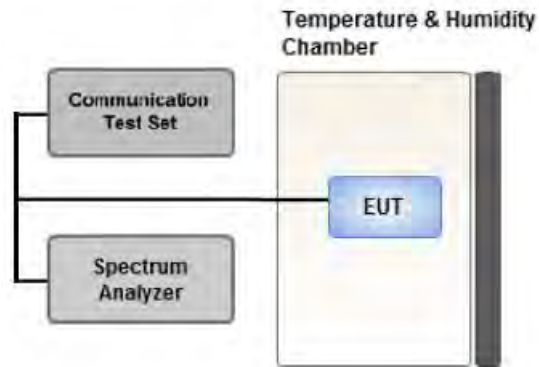 Temperature & Humidity
Chamber
Communication
Test Set
EUT
Spectrum
Analyzer